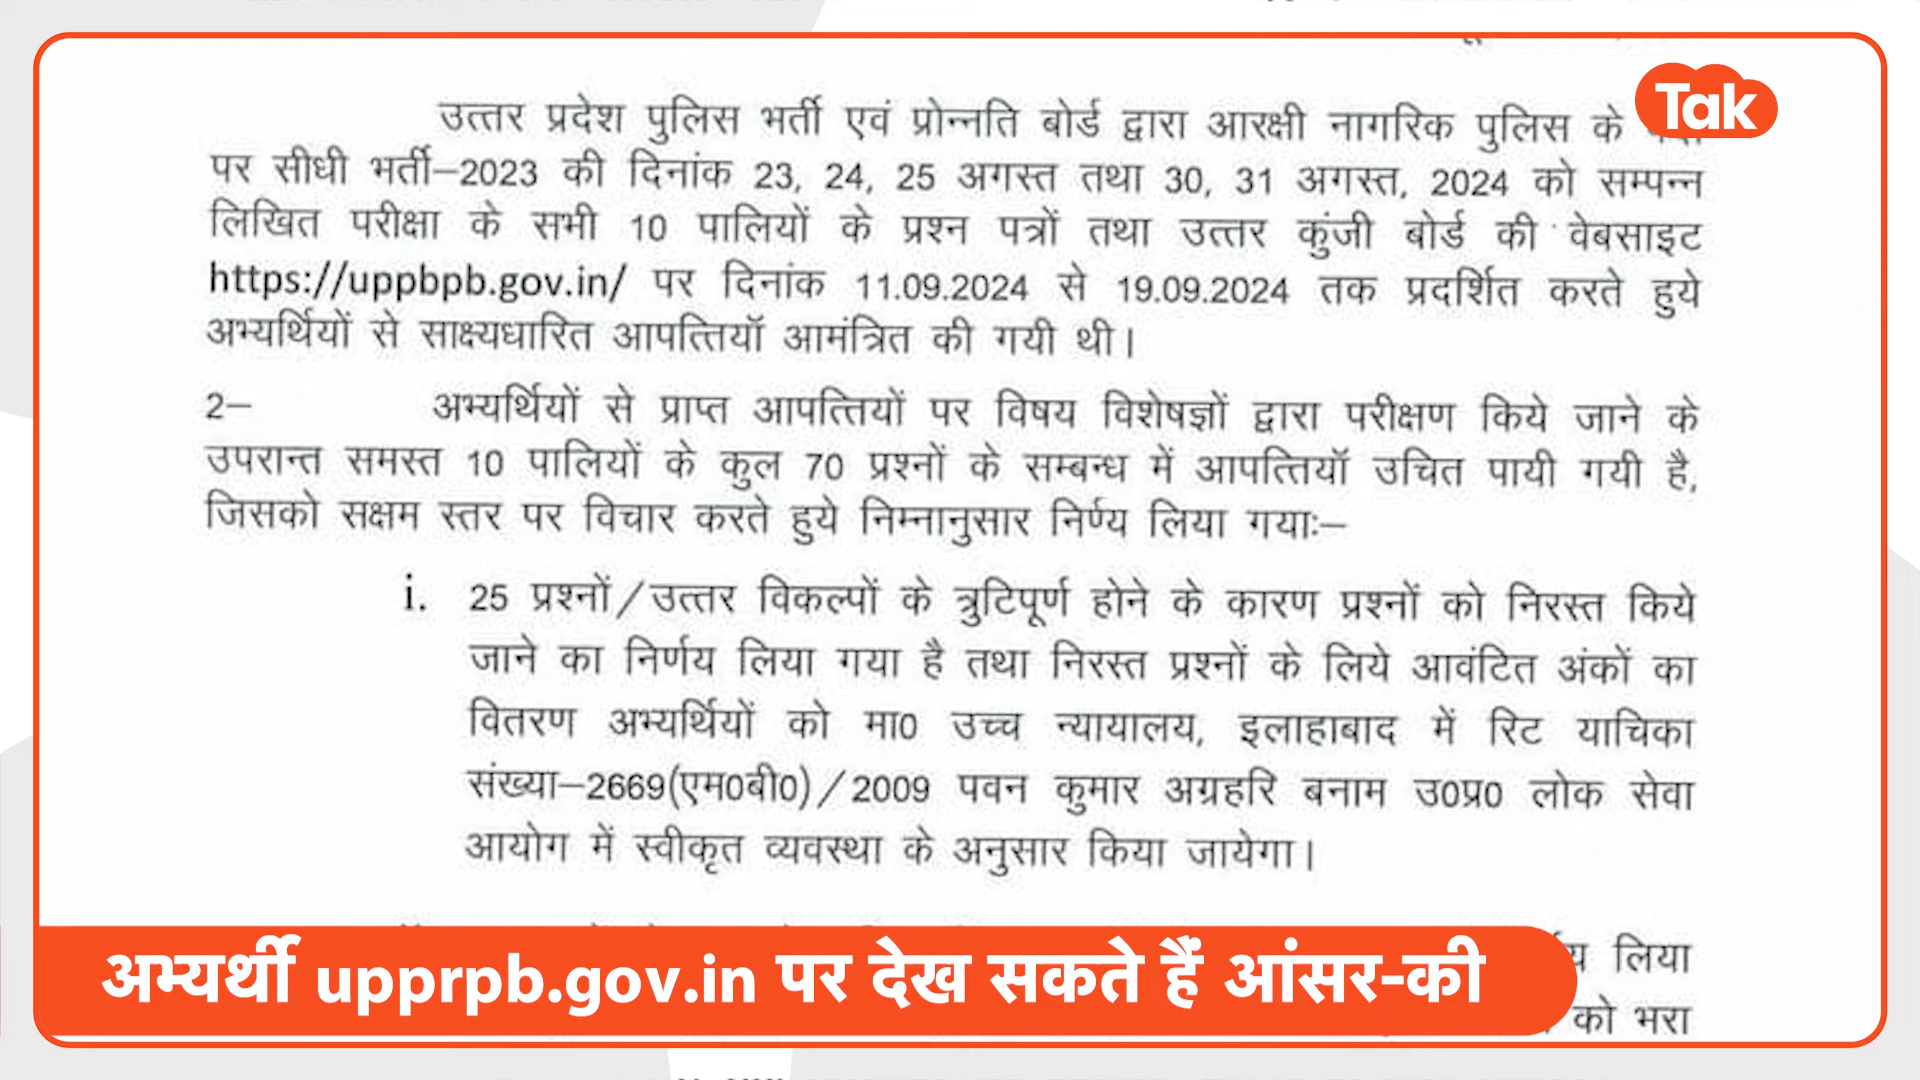 Tak
उत्तर प्रदेश पुलिस भर्ती एवं प्रोन्नति बोर्ड द्वारा आरक्षी नागरिक पुलिस के
पर सीधी भर्ती–2023 की दिनांक 23, 24, 25 अगस्त तथा 30, 31 अगस्त, 2024 को सम्पन्न
लिखित परीक्षा के सभी 10 पालियों के प्रश्न पत्रों तथा उत्तर कुंजी बोर्ड की वेबसाइट
https://uppbpb.gov.in/ पर दिनांक 11.09.2024 से 19.09.2024 तक प्रदर्शित करते हुये
अभ्यर्थियों से साक्ष्यधारित आपत्तियॉ आमंत्रित की गयी थी।
2– अभ्यर्थियों से प्राप्त आपत्तियों पर विषय विशेषज्ञों द्वारा परीक्षण किये जाने के
उपरान्त समस्त 10 पालियों के कुल 70 प्रश्नों के सम्बन्ध में आपत्तियॉ उचित पायी गयी है,
जिसको सक्षम स्तर पर विचार करते हुये निम्नानुसार निर्ण्य लिया गयाः–
i. 25 प्रश्नों/उत्तर विकल्पों के त्रुटिपूर्ण होने के कारण प्रश्नों को निरस्त किये
जाने का निर्णय लिया गया है तथा निरस्त प्रश्नों के लिये आवंटित अंकों का
वितरण अभ्यर्थियों को मा0 उच्च न्यायालय, इलाहाबाद में रिट याचिका
संख्या–2669(एम0बी0)/2009 पवन कुमार अग्रहरि बनाम उ0प्र0 लोक सेवा
आयोग में स्वीकृत व्यवस्था के अनुसार किया जायेगा।
लिया
को भरा
अभ्यर्थी upprpb.gov.in पर देख सकते हैं आंसर-की